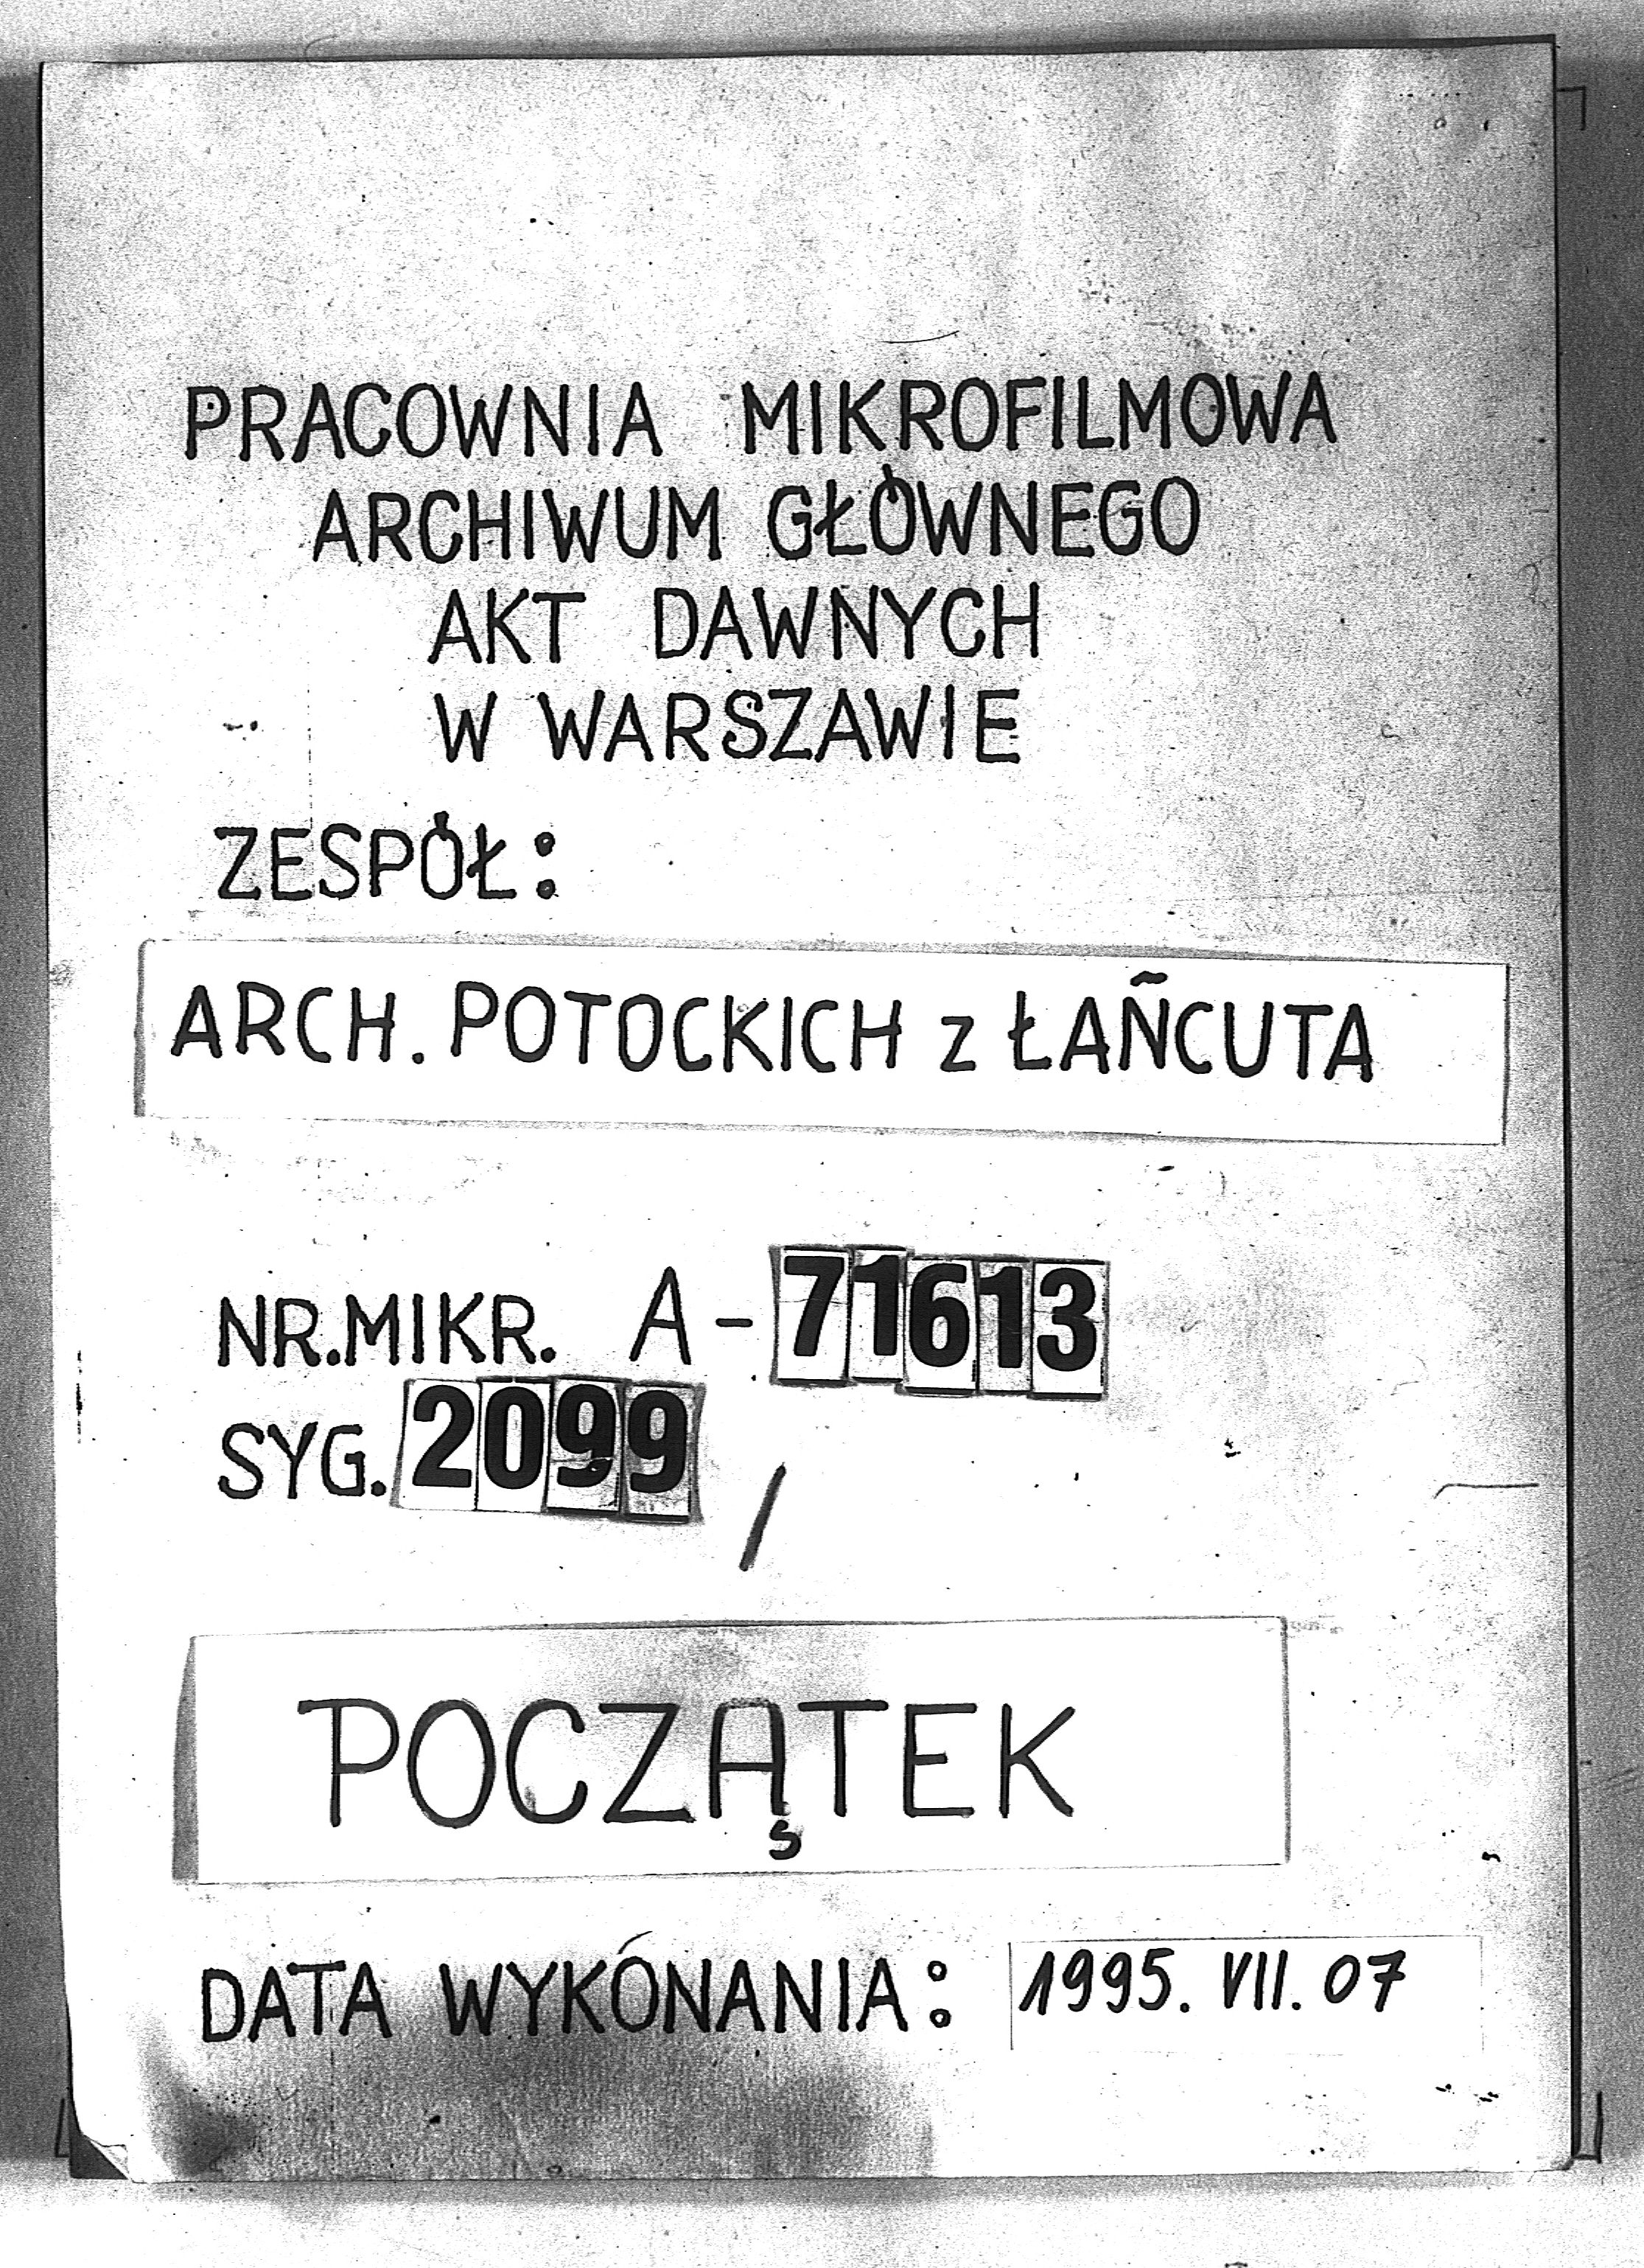 PRACOWNIA MIKROFILMOWA
ARCHIWUM GŁÓWNEGO
AKT DAWNYCH
W WARSZAWIE
ZESPÓŁ:
ARCH. POTOCKICH z ŁAŃCUTA
NR.MIKR. A-71613
SYG. 2099 /
POCZĄTEK
DATA WYKÓNANIA: 1995. VII. 07